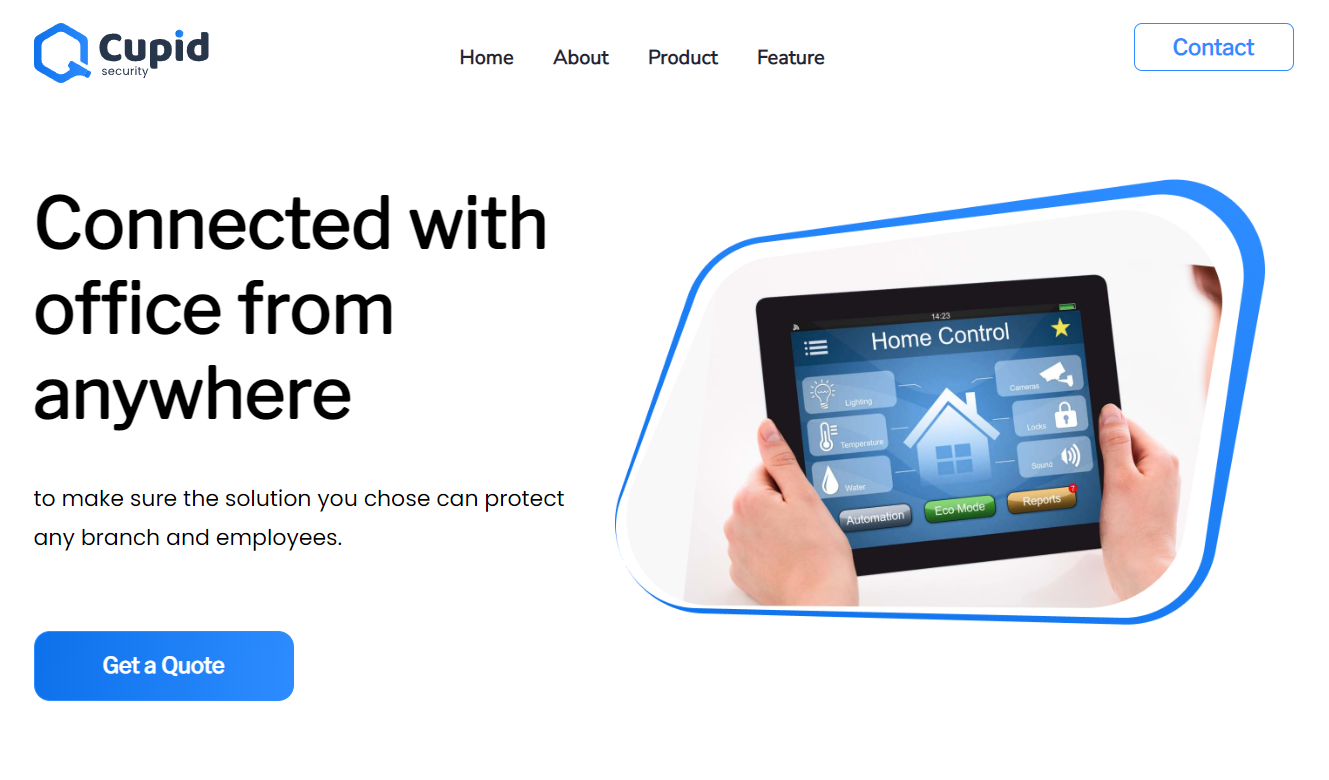 Cupid
security
Home About Product Feature
Contact
Connected with
office from
anywhere
to make sure the solution you chose can protect
any branch and employees.
Get a Quote
14:23
Home Control
Lighting
Cameras
Temperature
Locks
Water
Sound
Automation
Eco Mode
Reports
7